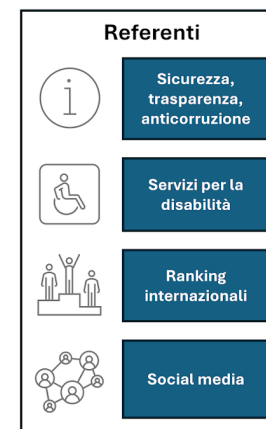 Referenti
Sicurezza,
trasparenza,
anticorruzione
Servizi per la
disabilità
Ranking
internazionali
Social media